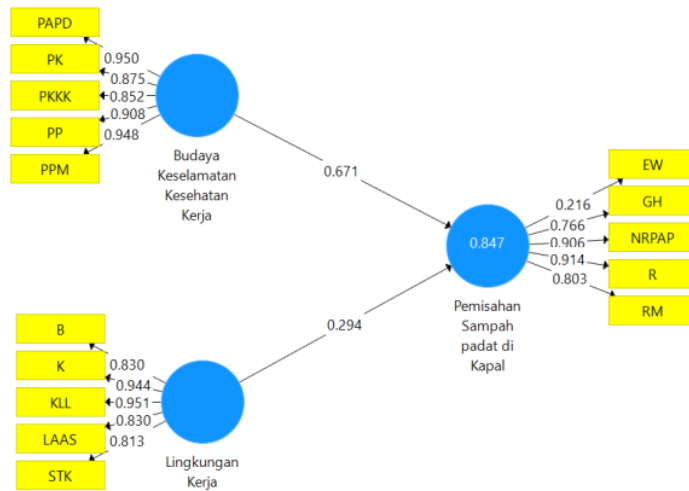 PAPD
PK
PKKK
PP
PPM
0.950
0.875
0.852
0.908
0.948
Budaya
Keselamatan
Kesehatan
Kerja
0.671
B
K
KLL
LAAS
STK
0.830
0.944
0.951
0.830
0.813
Lingkungan
Kerja
0.294
0.847
Pemisahan
Sampah
padat di
Kapal
0.216
0.766
0.906
0.914
0.803
EW
GH
NRPAP
R
RM